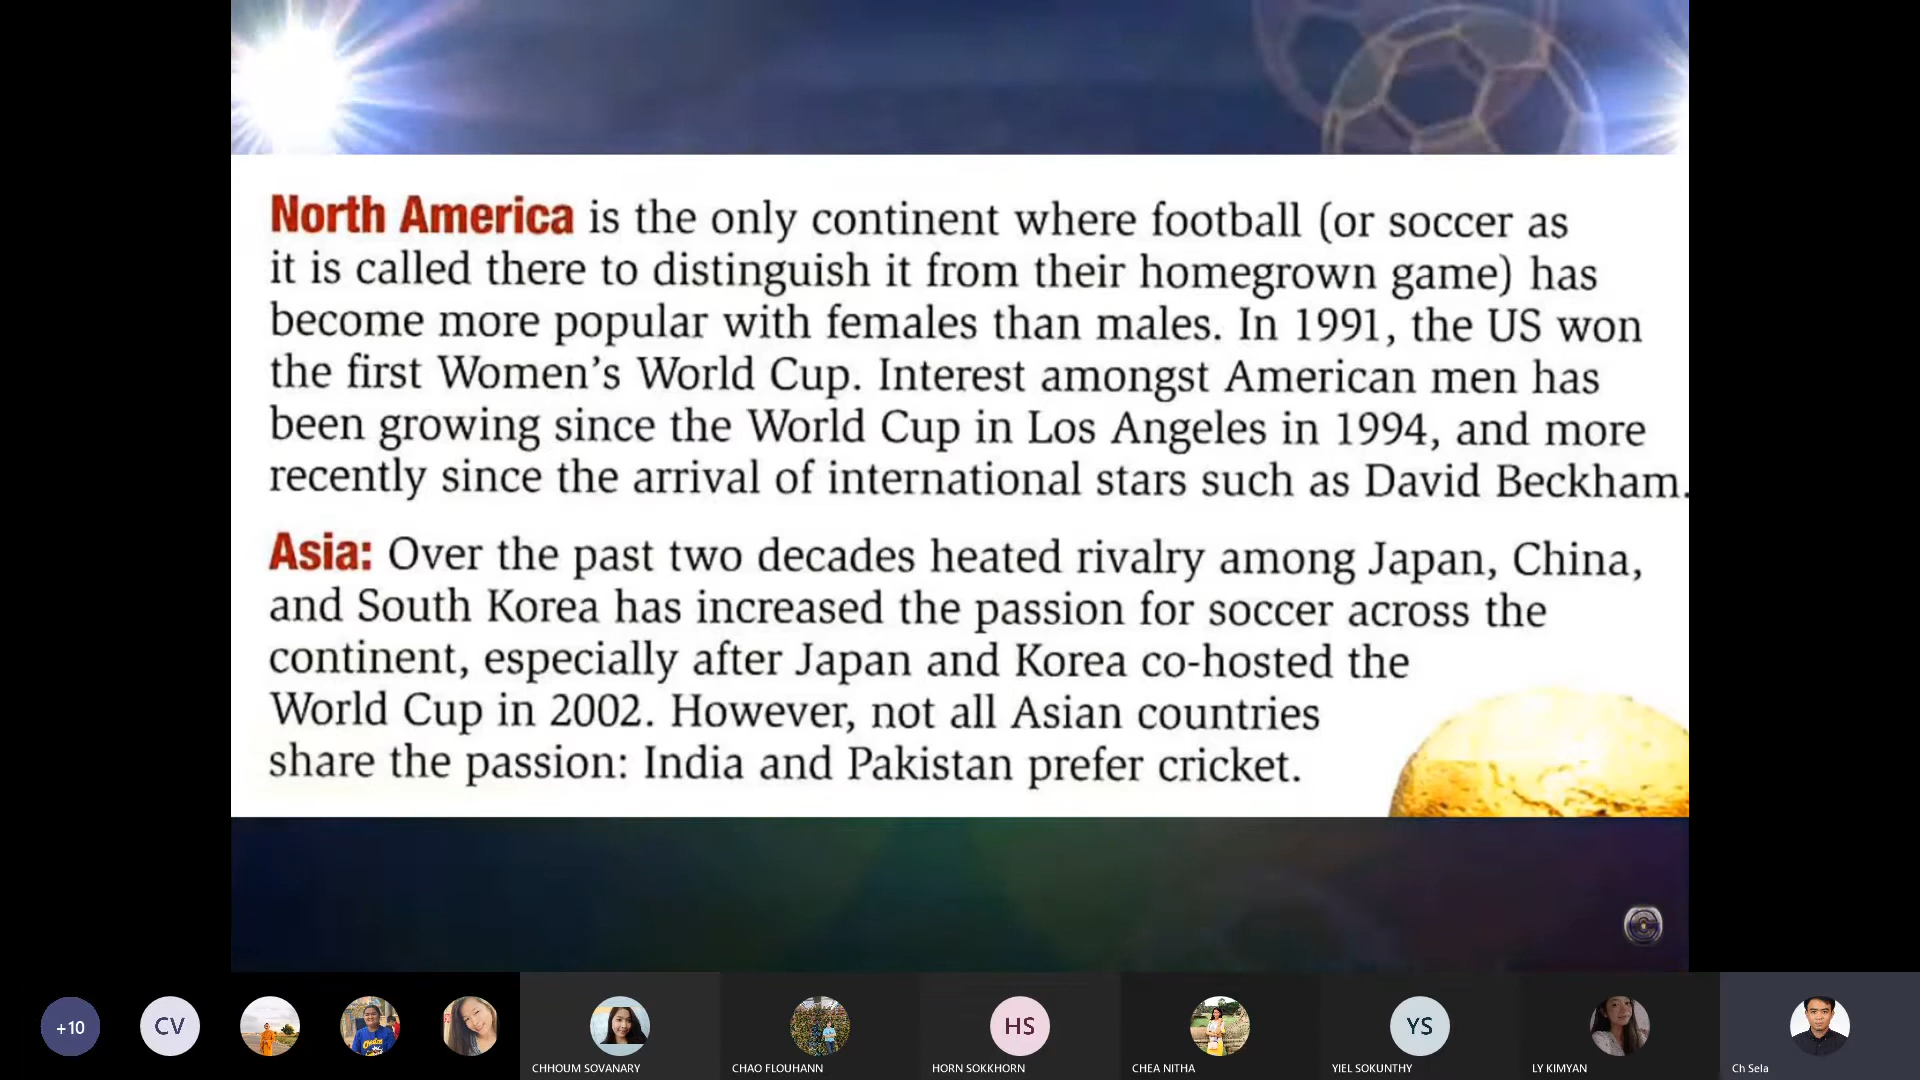 North America is the only continent where football (or soccer as
it is called there to distinguish it from their homegrown game) has
become more popular with females than males. In 1991, the US won
the first Women’s World Cup. Interest amongst American men has
been growing since the World Cup in Los Angeles in 1994, and more
recently since the arrival of international stars such as David Beckham.
Asia: Over the past two decades heated rivalry among Japan, China,
and South Korea has increased the passion for soccer across the
continent, especially after Japan and Korea co-hosted the
World Cup in 2002. However, not all Asian countries
share the passion: India and Pakistan prefer cricket.
+10
CV
HS
YS
CHHOUM SOVANARY
CHAO FLOUHANN
HORN SOKKHORN
CHEA NITHA
YIEL SOKUNTHY
LY KIMYAN
Ch Sela